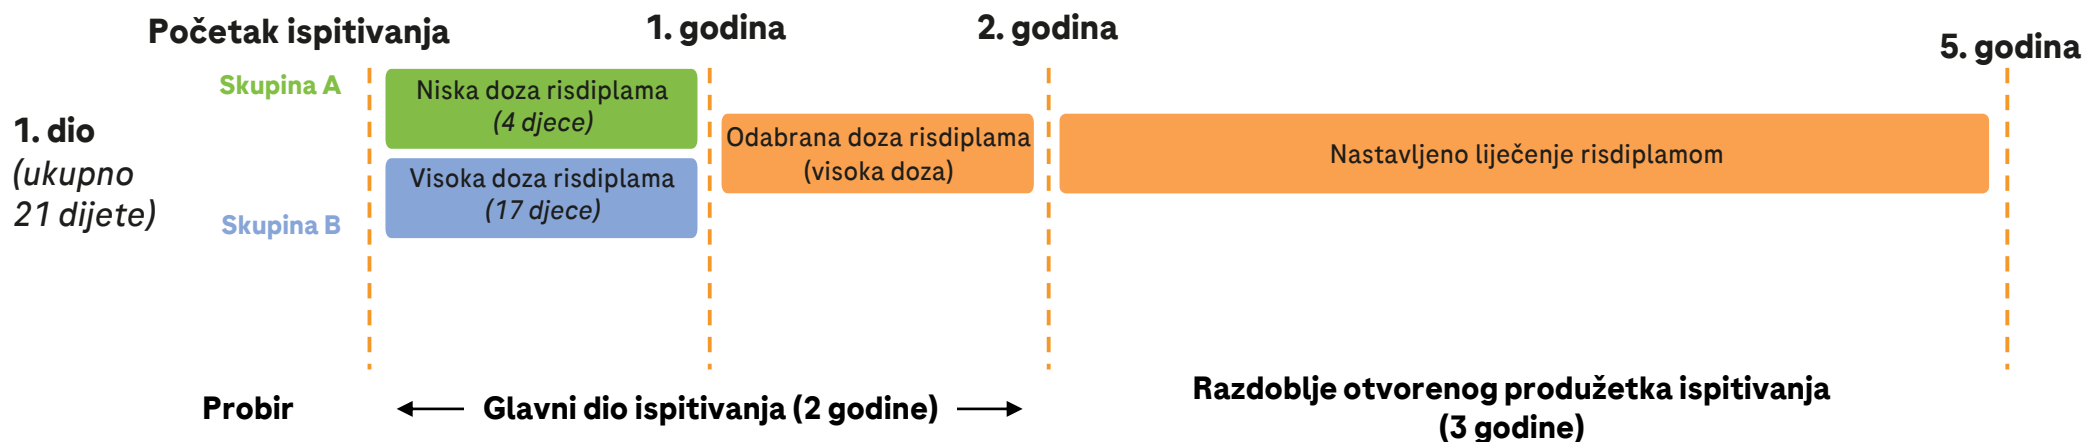 Početak ispitivanja
1. godina
2. godina
5. godina
Skupina A
Niska doza risdiplama
(4 djece)
1. dio
(ukupno
21 dijete)
Odabrana doza risdiplama
(visoka doza)
Nastavljeno liječenje risdiplamom
Visoka doza risdiplama
(17 djece)
Skupina B
Probir
Glavni dio ispitivanja (2 godine)
Razdoblje otvorenog produžetka ispitivanja
(3 godine)